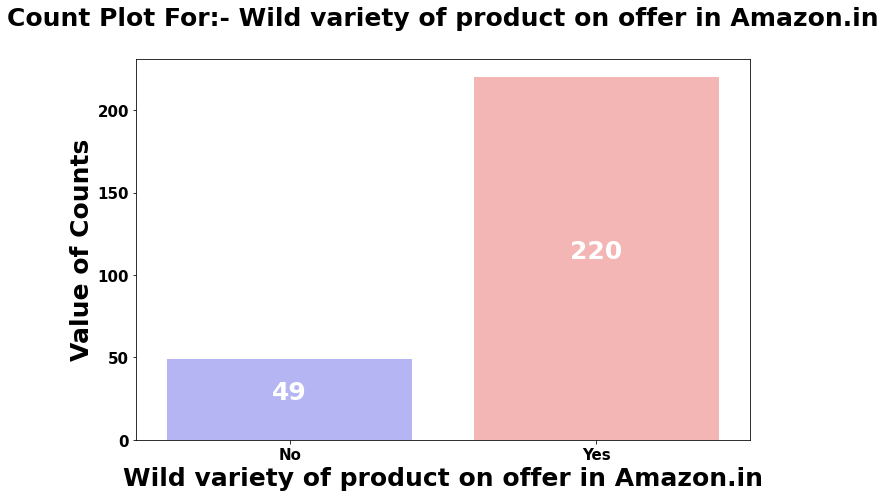 Count Plot For:- Wild variety of product on offer in Amazon.in
Value of Counts
200
150
100
50
0
220
49
No
Yes
Wild variety of product on offer in Amazon.in